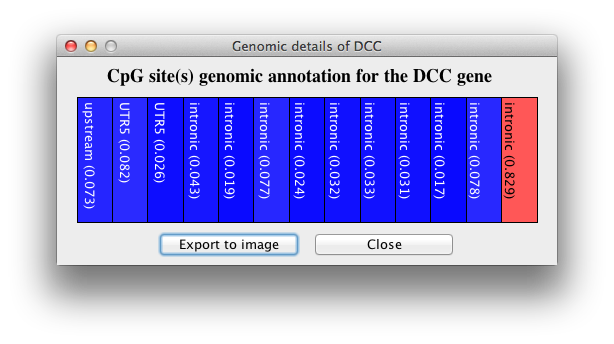 Genomic details of DCC
CpG site(s) genomic annotation for the DCC gene
upstream (0.073)
UTR5 (0.082)
UTR5 (0.026)
intronic (0.043)
intronic (0.019)
intronic (0.077)
intronic (0.024)
intronic (0.032)
intronic (0.033)
intronic (0.031)
intronic (0.017)
intronic (0.078)
intronic (0.829)
Export to image
Close